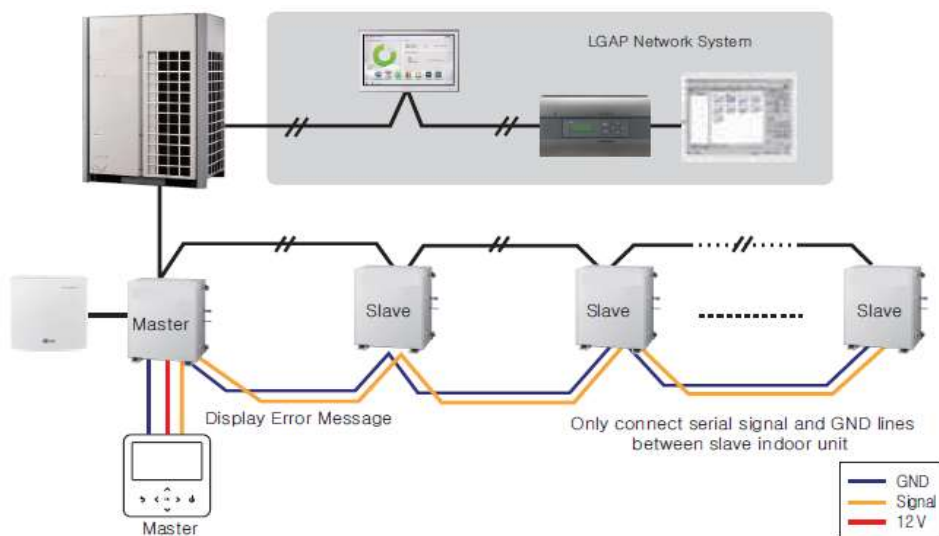 LGAP Network System
Master
Slave
Slave
Slave
Display Error Message
Only connect serial signal and GND lines
between slave indoor unit
Master
GND
Signal
12 V